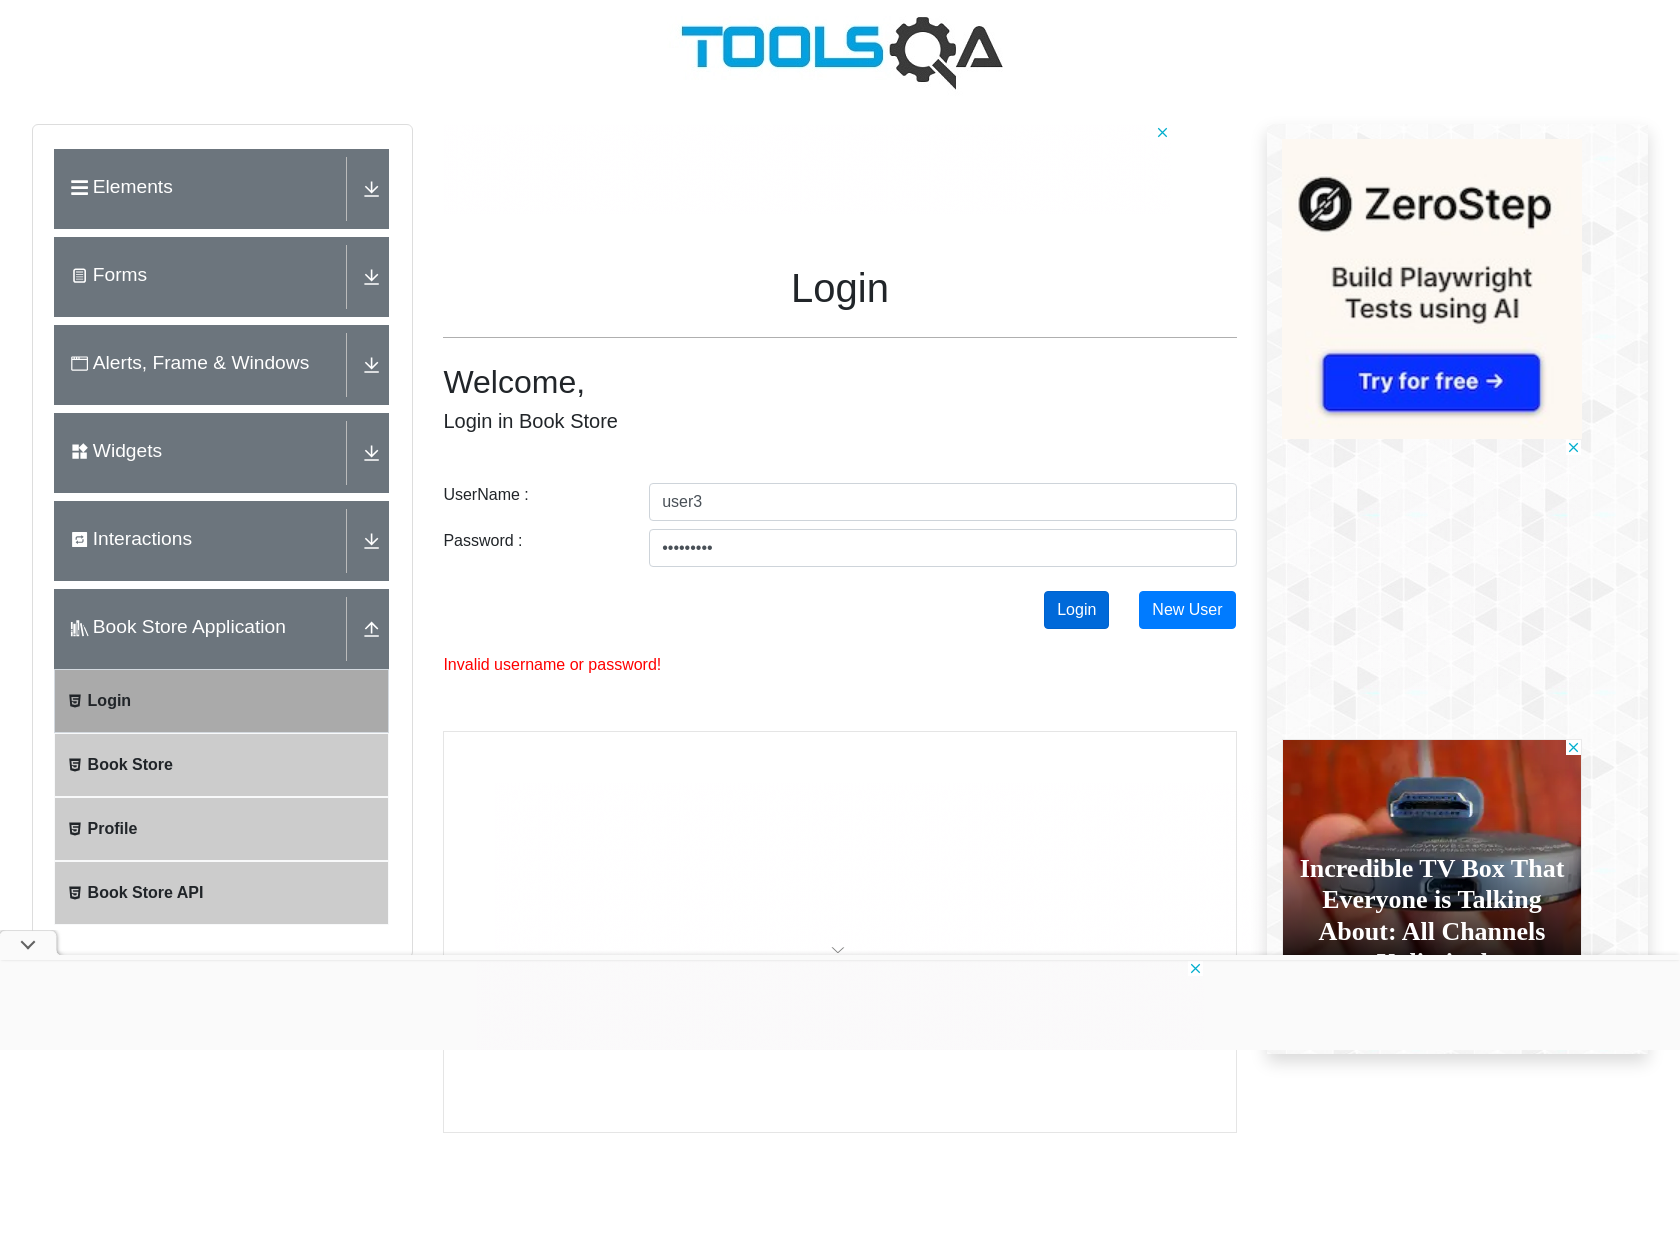 TOOLSQA
Elements
Forms
Alerts, Frame & Windows
Widgets
Interactions
Book Store Application
Login
Book Store
Profile
Book Store API
Login
Welcome,
Login in Book Store
UserName :
user3
Password :
•••••••••
Login
New User
Invalid username or password!
ZeroStep
Build Playwright
Tests using AI
Try for free →
Incredible TV Box That
Everyone is Talking
About: All Channels